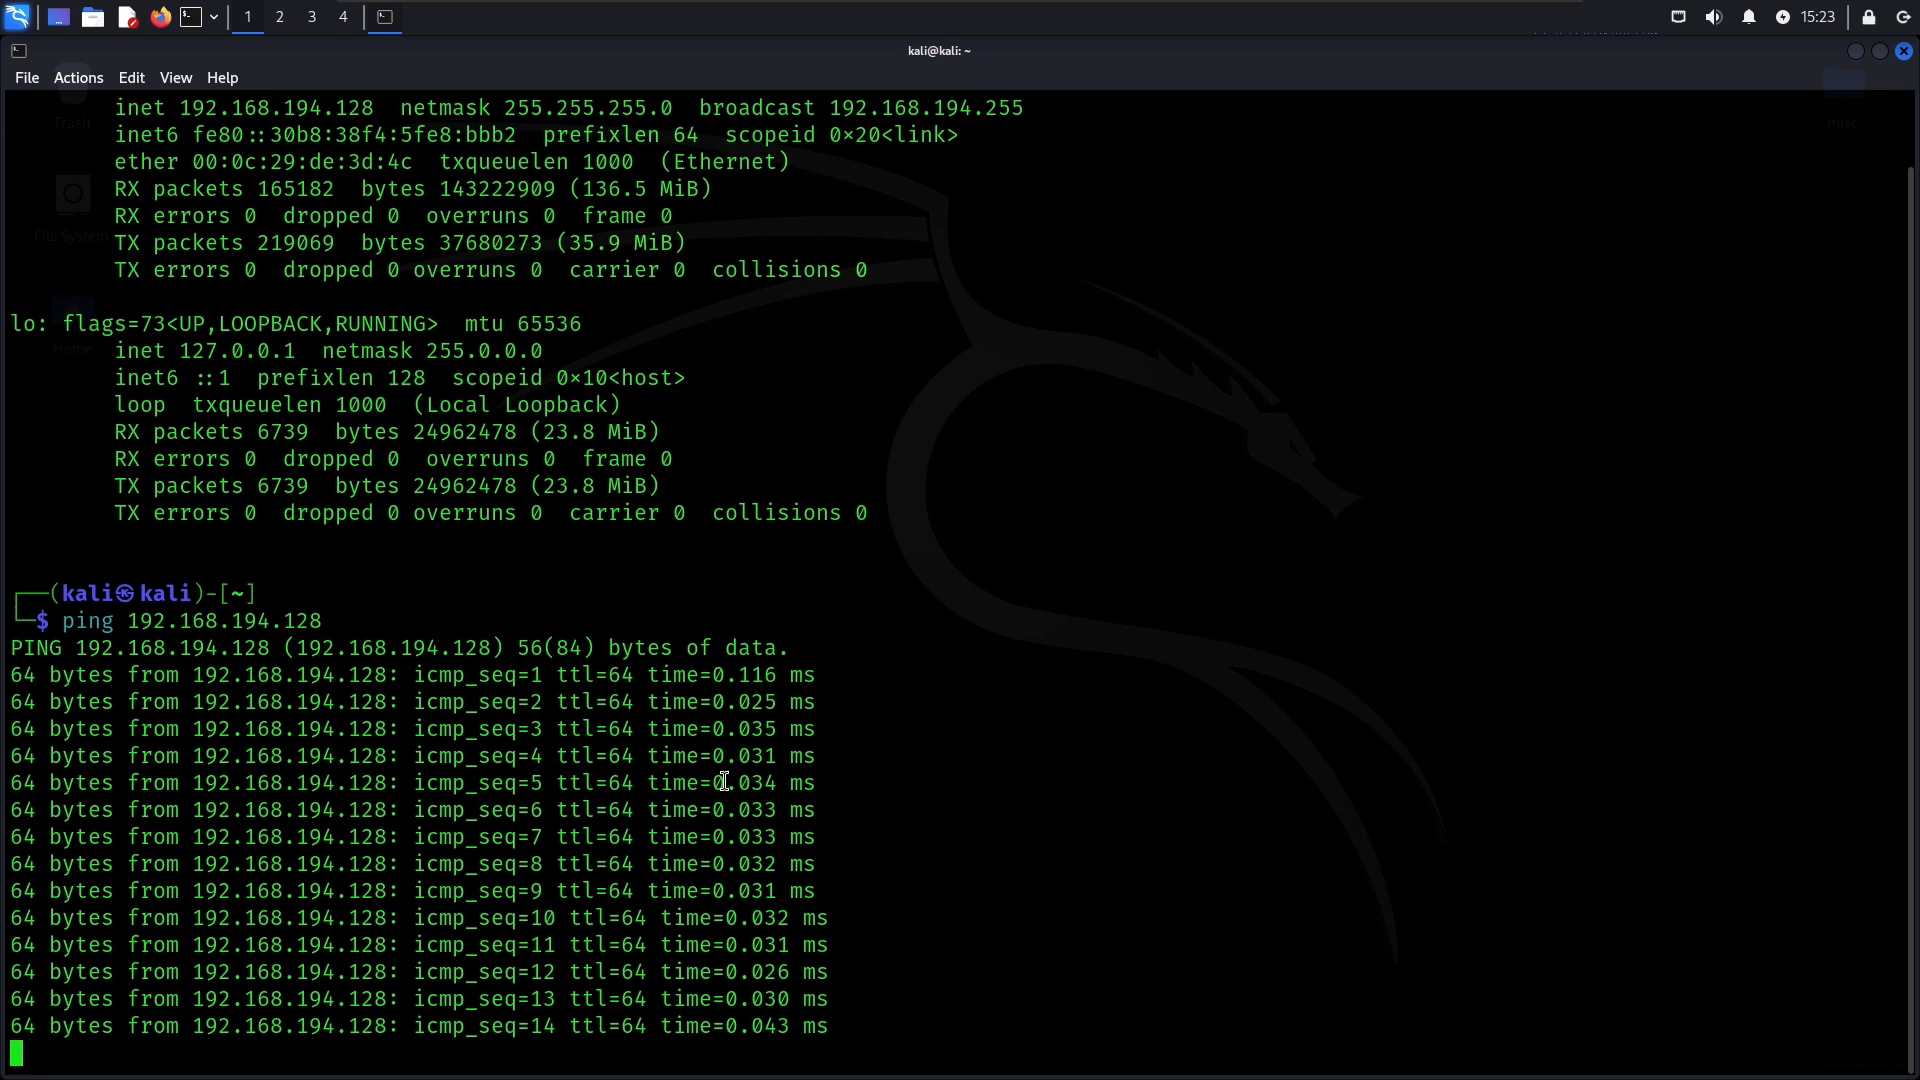 1 2 3 4 15:23
kali@kali: ~
File Actions Edit View Help
inet 192.168.194.128 netmask 255.255.255.0 broadcast 192.168.194.255
Trash misc
inet6 fe80::30b8:38f4:5fe8:bbb2 prefixlen 64 scopeid 0×20<link>
ether 00:0c:29:de:3d:4c txqueuelen 1000 (Ethernet)
RX packets 165182 bytes 143222909 (136.5 MiB)
RX errors 0 dropped 0 overruns 0 frame 0
File System
TX packets 219069 bytes 37680273 (35.9 MiB)
TX errors 0 dropped 0 overruns 0 carrier 0 collisions 0
lo: flags=73<UP,LOOPBACK,RUNNING> mtu 65536
Home
inet 127.0.0.1 netmask 255.0.0.0
inet6 ::1 prefixlen 128 scopeid 0×10<host>
loop txqueuelen 1000 (Local Loopback)
RX packets 6739 bytes 24962478 (23.8 MiB)
RX errors 0 dropped 0 overruns 0 frame 0
TX packets 6739 bytes 24962478 (23.8 MiB)
TX errors 0 dropped 0 overruns 0 carrier 0 collisions 0
┌──(kali㉿kali)-[~]
└─$ ping 192.168.194.128
PING 192.168.194.128 (192.168.194.128) 56(84) bytes of data.
64 bytes from 192.168.194.128: icmp_seq=1 ttl=64 time=0.116 ms
64 bytes from 192.168.194.128: icmp_seq=2 ttl=64 time=0.025 ms
64 bytes from 192.168.194.128: icmp_seq=3 ttl=64 time=0.035 ms
64 bytes from 192.168.194.128: icmp_seq=4 ttl=64 time=0.031 ms
64 bytes from 192.168.194.128: icmp_seq=5 ttl=64 time=0.034 ms
64 bytes from 192.168.194.128: icmp_seq=6 ttl=64 time=0.033 ms
64 bytes from 192.168.194.128: icmp_seq=7 ttl=64 time=0.033 ms
64 bytes from 192.168.194.128: icmp_seq=8 ttl=64 time=0.032 ms
64 bytes from 192.168.194.128: icmp_seq=9 ttl=64 time=0.031 ms
64 bytes from 192.168.194.128: icmp_seq=10 ttl=64 time=0.032 ms
64 bytes from 192.168.194.128: icmp_seq=11 ttl=64 time=0.031 ms
64 bytes from 192.168.194.128: icmp_seq=12 ttl=64 time=0.026 ms
64 bytes from 192.168.194.128: icmp_seq=13 ttl=64 time=0.030 ms
64 bytes from 192.168.194.128: icmp_seq=14 ttl=64 time=0.043 ms